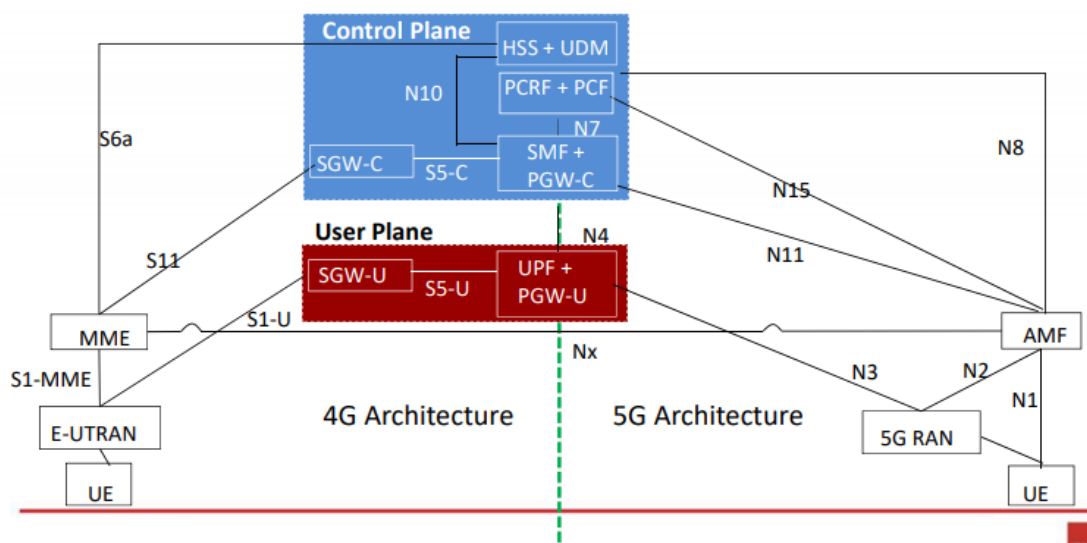 Control Plane
HSS + UDM
N10
PCRF + PCF
S6a
N7
N8
SGW-C
S5-C
SMF +
PGW-C
N15
User Plane
N4
N11
S11
SGW-U
S5-U
UPF +
PGW-U
S1-U
MME
AMF
Nx
S1-MME
N3
N2
N1
4G Architecture
5G Architecture
E-UTRAN
5G RAN
UE
UE